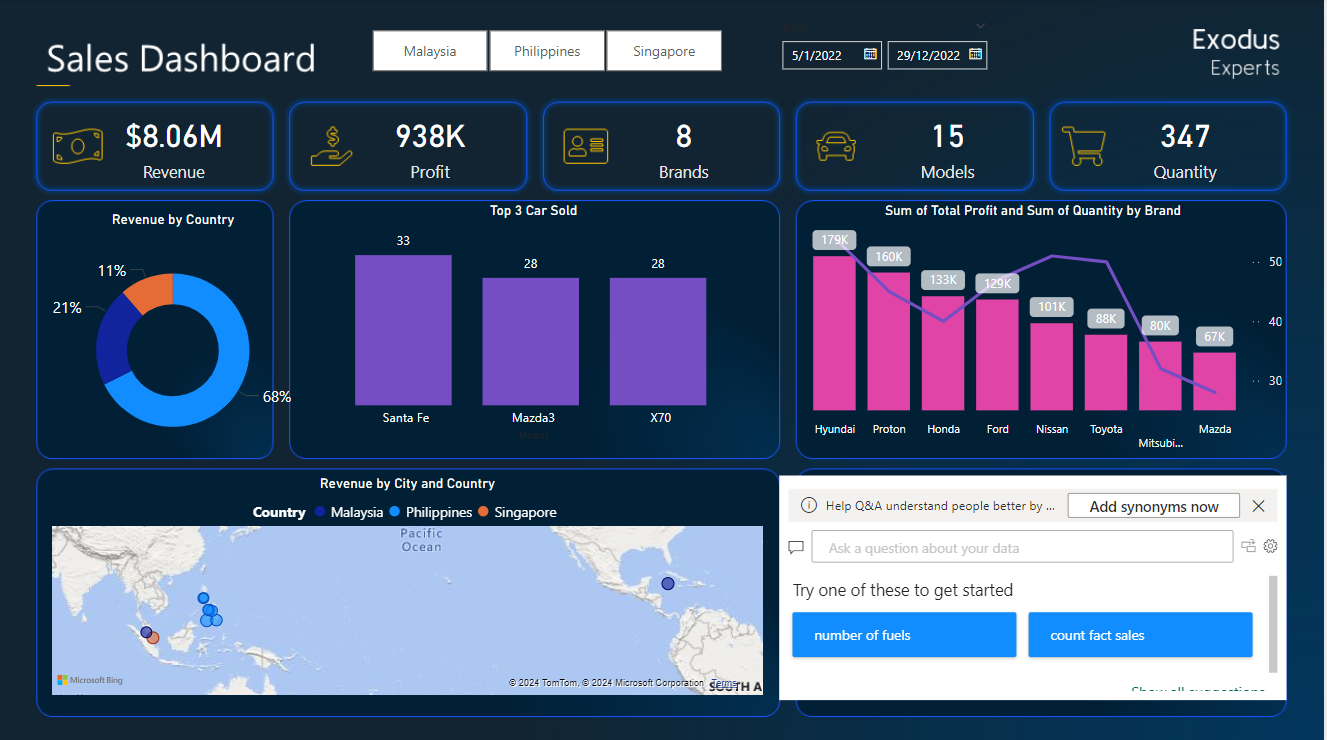 Sales Dashboard
Malaysia
Philippines
Singapore
5/1/2022
29/12/2022
Exodus
Experts
$8.06M
Revenue
938K
Profit
8
Brands
15
Models
347
Quantity
Revenue by Country
11%
21%
68%
Top 3 Car Sold
33
28
28
Santa Fe
Mazda3
X70
Model
Sum of Total Profit and Sum of Quantity by Brand
179K
160K
133K
129K
101K
88K
80K
67K
50
40
30
Hyundai
Proton
Honda
Ford
Nissan
Toyota
Mitsubi...
Mazda
Revenue by City and Country
Country
Malaysia
Philippines
Singapore
Pacific
Ocean
Microsoft Bing
© 2024 TomTom, © 2024 Microsoft Corporation
Terms
SOUTH A
Help Q&A understand people better by ...
Add synonyms now
Ask a question about your data
Try one of these to get started
number of fuels
count fact sales
Show all suggestions